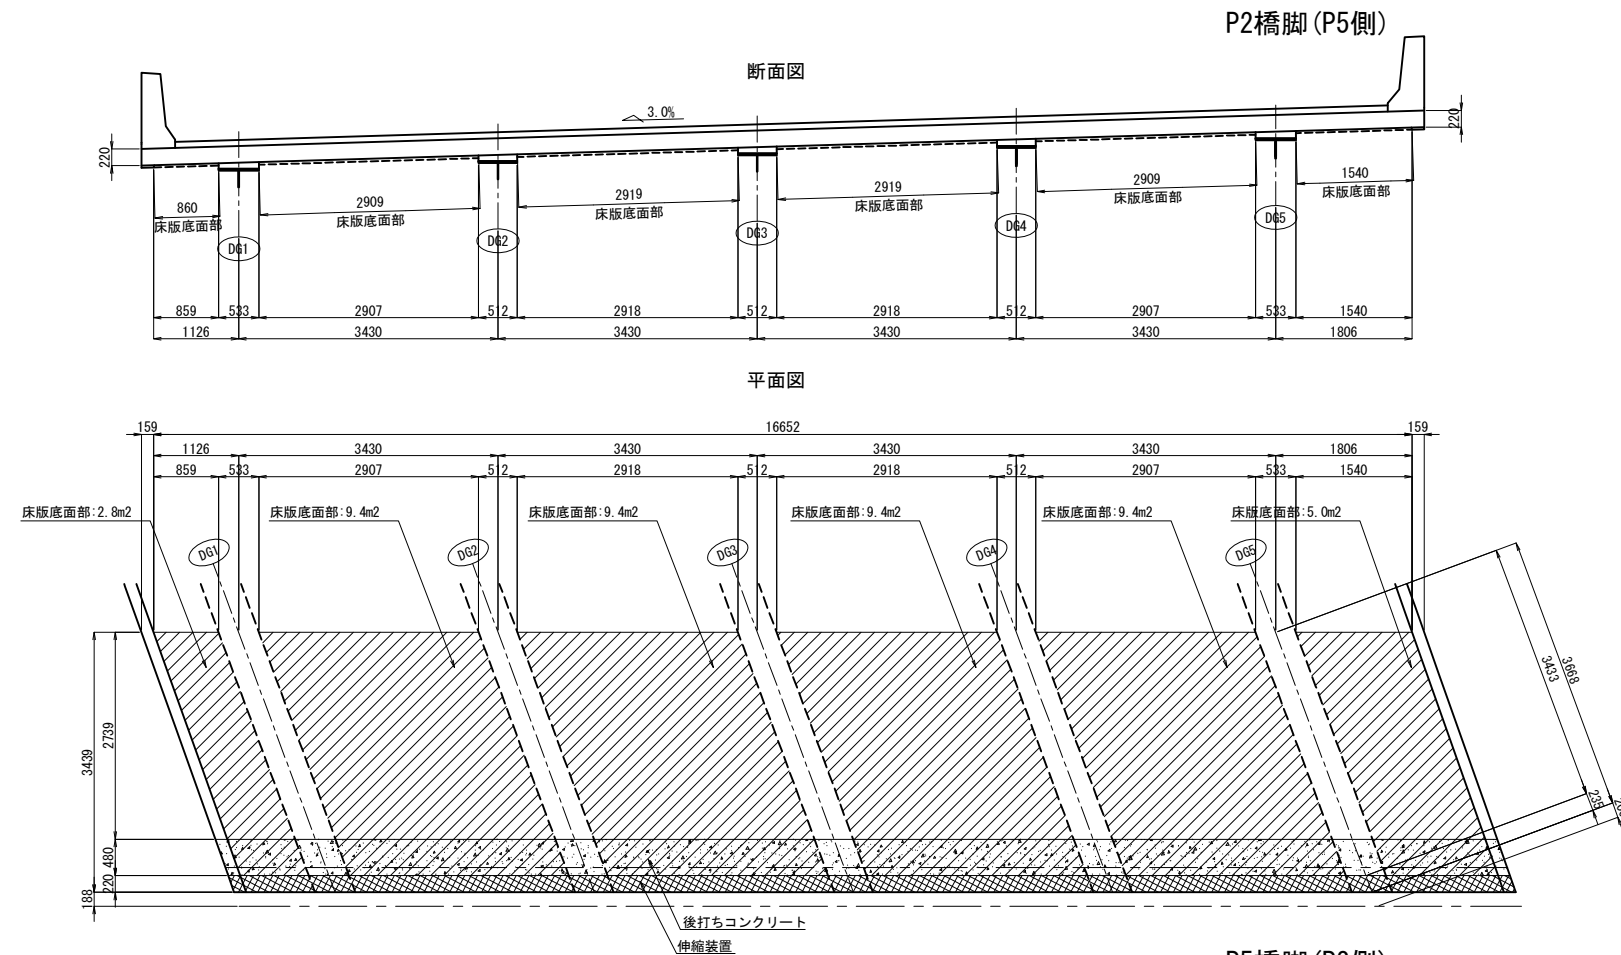 P2橋脚(P5側)
断面図
3.0%
220
220
860
床版底面部
2909
床版底面部
2919
床版底面部
2919
床版底面部
2909
床版底面部
1540
床版底面部
DG1
DG2
DG3
DG4
DG5
859 533 2907 512 2918 512 2918 512 2907 533 1540
1126 3430 3430 3430 3430 1806
平面図
159 16652 159
1126 3430 3430 3430 3430 1806
859 533 2907 512 2918 512 2918 512 2907 533 1540
床版底面部:2.8m2
床版底面部:9.4m2
床版底面部:9.4m2
床版底面部:9.4m2
床版底面部:9.4m2
床版底面部:5.0m2
DG1
DG2
DG3
DG4
DG5
3439
2739
480
220
188
3433
3668
235
後打ちコンクリート
伸縮装置